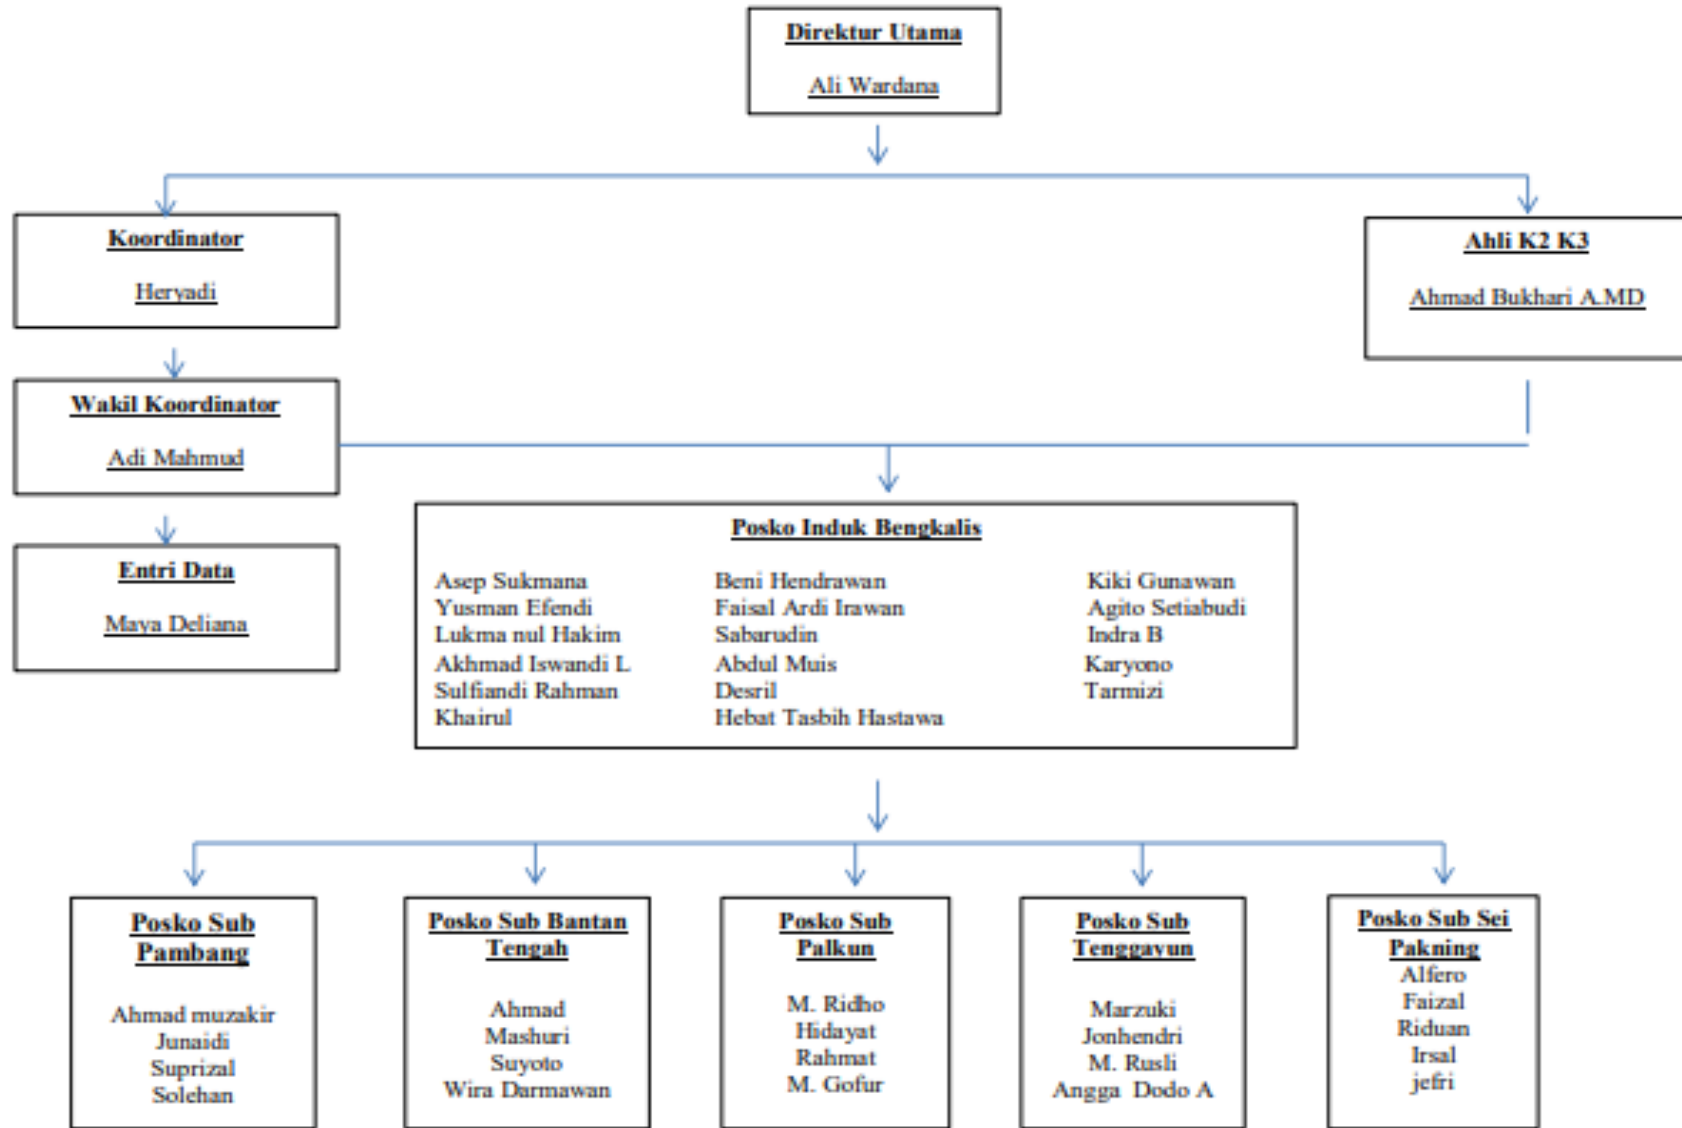 Direktur Utama
Ali Wardana
Koordinator
Heryadi
Ahli K2 K3
Ahmad Bukhari A.MD
Wakil Koordinator
Adi Mahmud
Entri Data
Maya Deliana
Posko Induk Bengkalis
Asep Sukmana
Yusman Efendi
Lukma nul Hakim
Akhmad Iswandi L
Sulfiandi Rahman
Khairul
Beni Hendrawan
Faisal Ardi Irawan
Sabarudin
Abdul Muis
Desril
Hebat Tasbih Hastawa
Kiki Gunawan
Agito Setiabudi
Indra B
Karyono
Tarmizi
Posko Sub
Pambang
Ahmad muzakir
Junaidi
Suprizal
Solehan
Posko Sub Bantan
Tengah
Ahmad
Mashuri
Suyoto
Wira Darmawan
Posko Sub
Palkun
M. Ridho
Hidayat
Rahmat
M. Gofur
Posko Sub
Tenggayun
Marzuki
Jonhendri
M. Rusli
Angga Dodo A
Posko Sub Sei
Pakning
Alfero
Faizal
Riduan
Irsal
jefri